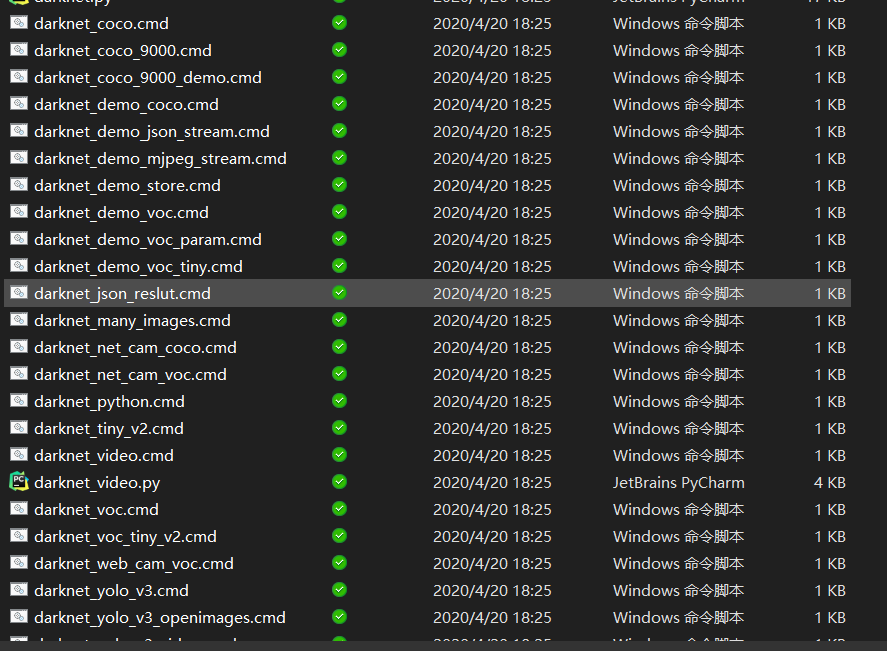 darknet_coco.cmd 2020/4/20 18:25 Windows 命令脚本 1 KB
darknet_coco_9000.cmd 2020/4/20 18:25 Windows 命令脚本 1 KB
darknet_coco_9000_demo.cmd 2020/4/20 18:25 Windows 命令脚本 1 KB
darknet_demo_coco.cmd 2020/4/20 18:25 Windows 命令脚本 1 KB
darknet_demo_json_stream.cmd 2020/4/20 18:25 Windows 命令脚本 1 KB
darknet_demo_mjpeg_stream.cmd 2020/4/20 18:25 Windows 命令脚本 1 KB
darknet_demo_store.cmd 2020/4/20 18:25 Windows 命令脚本 1 KB
darknet_demo_voc.cmd 2020/4/20 18:25 Windows 命令脚本 1 KB
darknet_demo_voc_param.cmd 2020/4/20 18:25 Windows 命令脚本 1 KB
darknet_demo_voc_tiny.cmd 2020/4/20 18:25 Windows 命令脚本 1 KB
darknet_json_reslut.cmd 2020/4/20 18:25 Windows 命令脚本 1 KB
darknet_many_images.cmd 2020/4/20 18:25 Windows 命令脚本 1 KB
darknet_net_cam_coco.cmd 2020/4/20 18:25 Windows 命令脚本 1 KB
darknet_net_cam_voc.cmd 2020/4/20 18:25 Windows 命令脚本 1 KB
darknet_python.cmd 2020/4/20 18:25 Windows 命令脚本 1 KB
darknet_tiny_v2.cmd 2020/4/20 18:25 Windows 命令脚本 1 KB
darknet_video.cmd 2020/4/20 18:25 Windows 命令脚本 1 KB
darknet_video.py 2020/4/20 18:25 JetBrains PyCharm 4 KB
darknet_voc.cmd 2020/4/20 18:25 Windows 命令脚本 1 KB
darknet_voc_tiny_v2.cmd 2020/4/20 18:25 Windows 命令脚本 1 KB
darknet_web_cam_voc.cmd 2020/4/20 18:25 Windows 命令脚本 1 KB
darknet_yolo_v3.cmd 2020/4/20 18:25 Windows 命令脚本 1 KB
darknet_yolo_v3_openimages.cmd 2020/4/20 18:25 Windows 命令脚本 1 KB